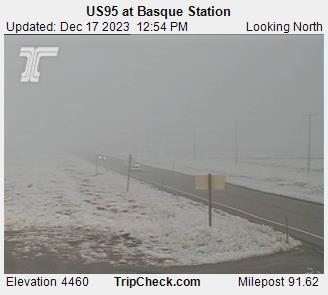 US95 at Basque Station
Updated: Dec 17 2023 12:54 PM Looking North
Elevation 4460 TripCheck.com Milepost 91.62